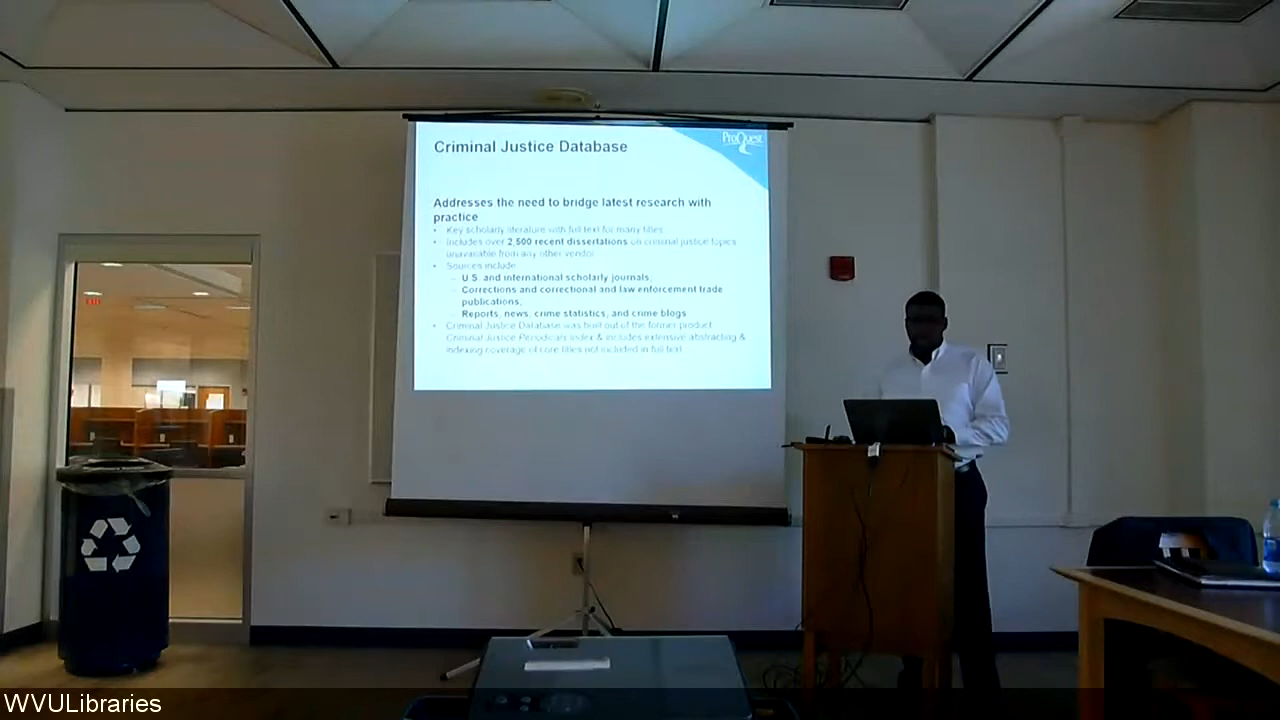 Criminal Justice Database
ProQuest
Addresses the need to bridge latest research with
practice
• Key scholarly literature with full text for many titles
• Includes over 2,500 recent dissertations on criminal justice topics
unavailable from any other vendor
• Sources include
– U.S. and international scholarly journals,
– Corrections and correctional and law enforcement trade
publications,
– Reports, news, crime statistics, and crime blogs
• Criminal Justice Database was built out of the former product
Criminal Justice Periodicals Index & includes extensive abstracting &
indexing coverage of core titles not included in full text
EXIT
WVULibraries